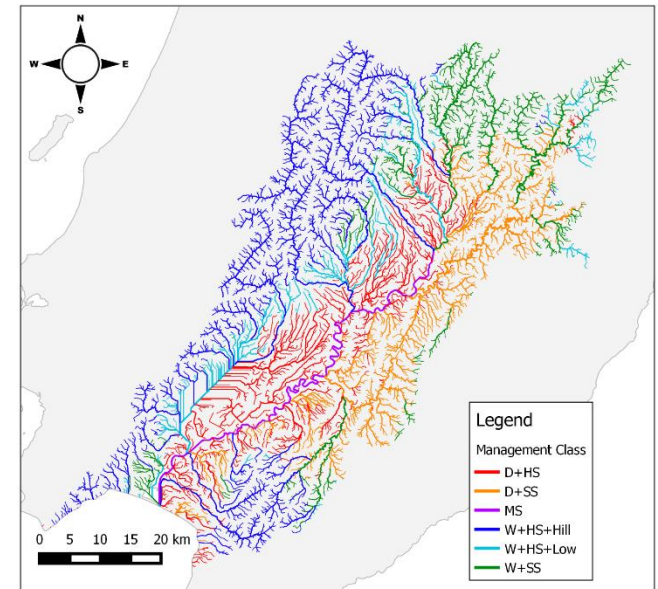 N
W E
S
0 5 10 15 20 km
Legend
Management Class
D+HS
D+SS
MS
W+HS+Hill
W+HS+Low
W+SS